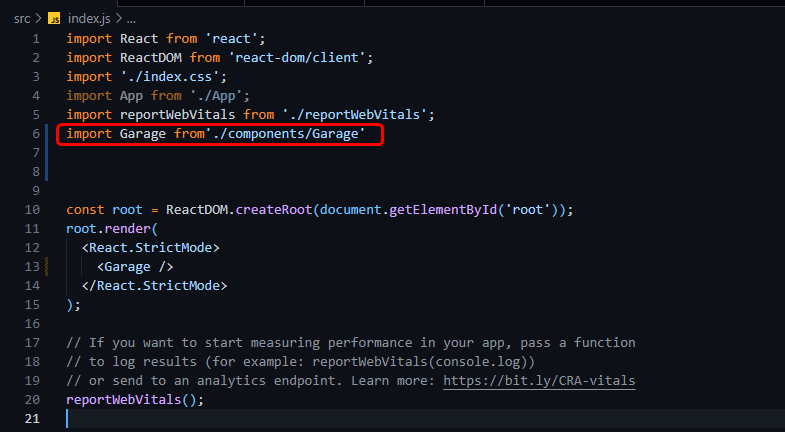 src > JS index.js > ...
1 import React from 'react';
2 import ReactDOM from 'react-dom/client';
3 import './index.css';
4 import App from './App';
5 import reportWebVitals from './reportWebVitals';
6 import Garage from'./components/Garage'
7
8
9
10 const root = ReactDOM.createRoot(document.getElementById('root'));
11 root.render(
12 <React.StrictMode>
13 <Garage />
14 </React.StrictMode>
15 );
16
17 // If you want to start measuring performance in your app, pass a function
18 // to log results (for example: reportWebVitals(console.log))
19 // or send to an analytics endpoint. Learn more: https://bit.ly/CRA-vitals
20 reportWebVitals();
21